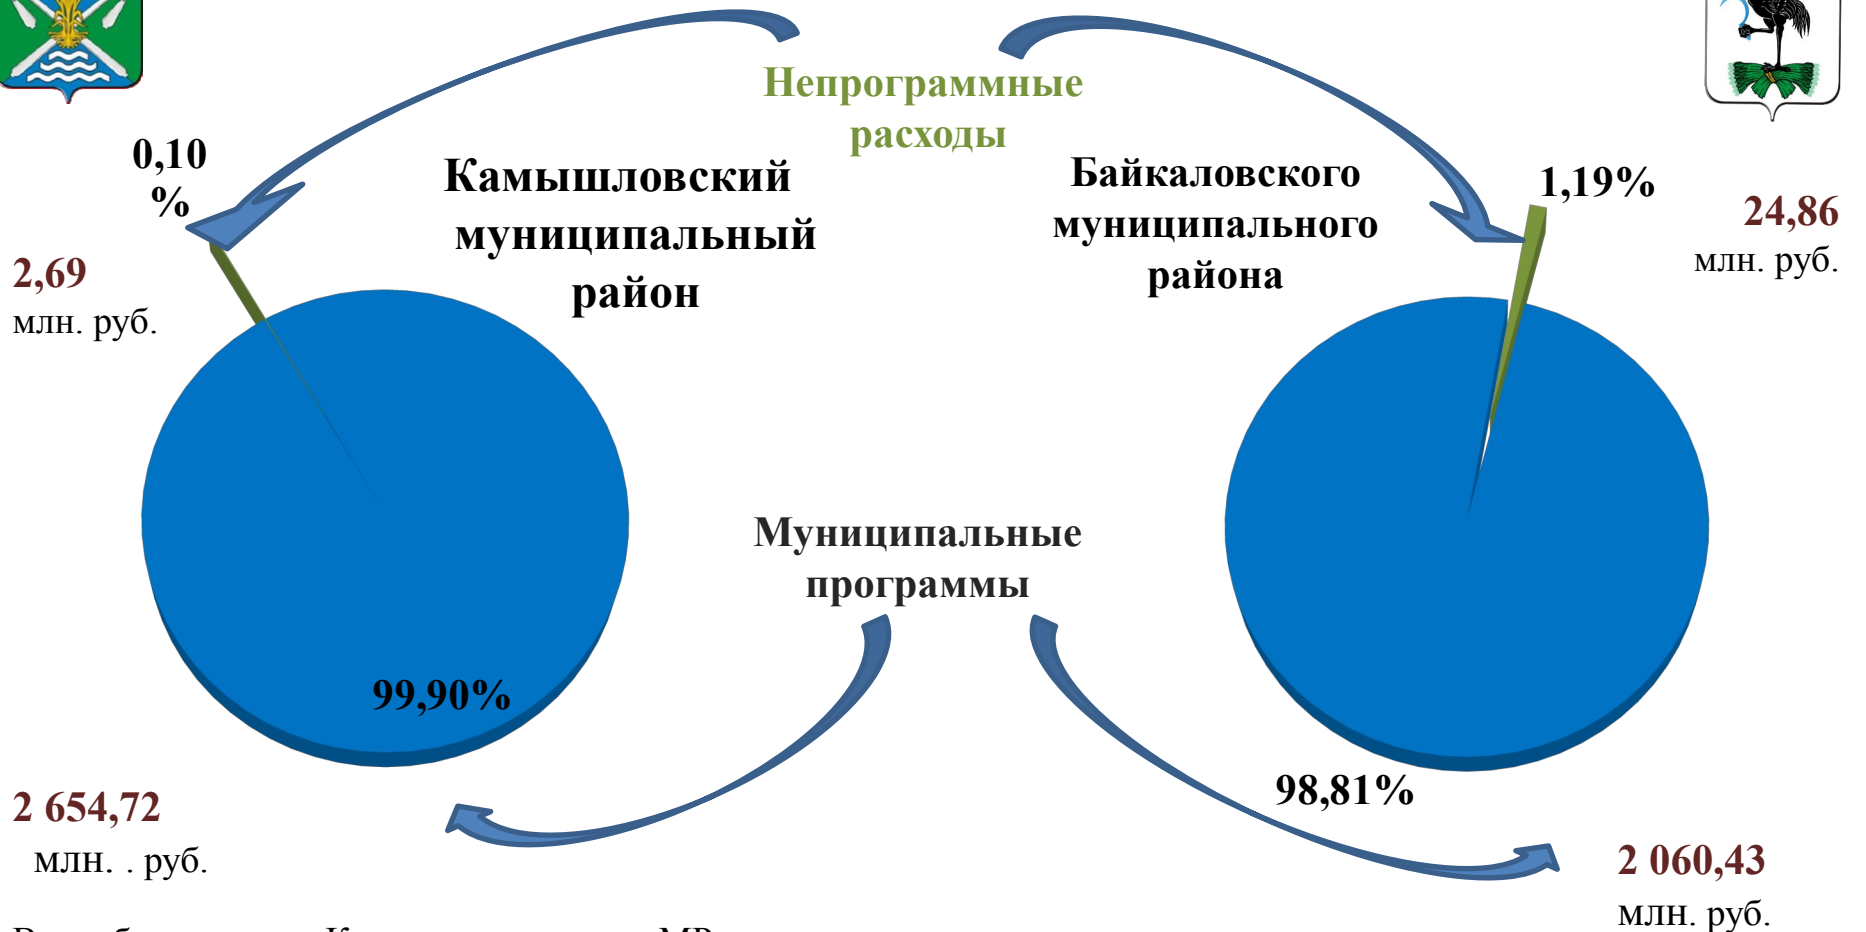 Непрограммные
расходы
0,10
%
Камышловский
муниципальный
район
2,69
млн. руб.
Байкаловского
муниципального
района
1,19%
24,86
млн. руб.
Муниципальные
программы
99,90%
2 654,72
млн. . руб.
98,81%
2 060,43
млн. руб.